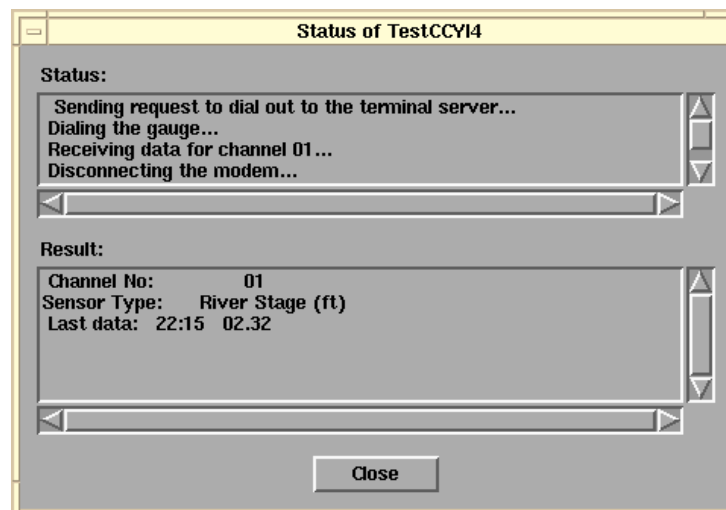 Status of TestCCYI4
Status:
Sending request to dial out to the terminal server...
Dialing the gauge...
Receiving data for channel 01...
Disconnecting the modem...
Result:
Channel No: 01
Sensor Type: River Stage (ft)
Last data: 22:15 02.32
Close